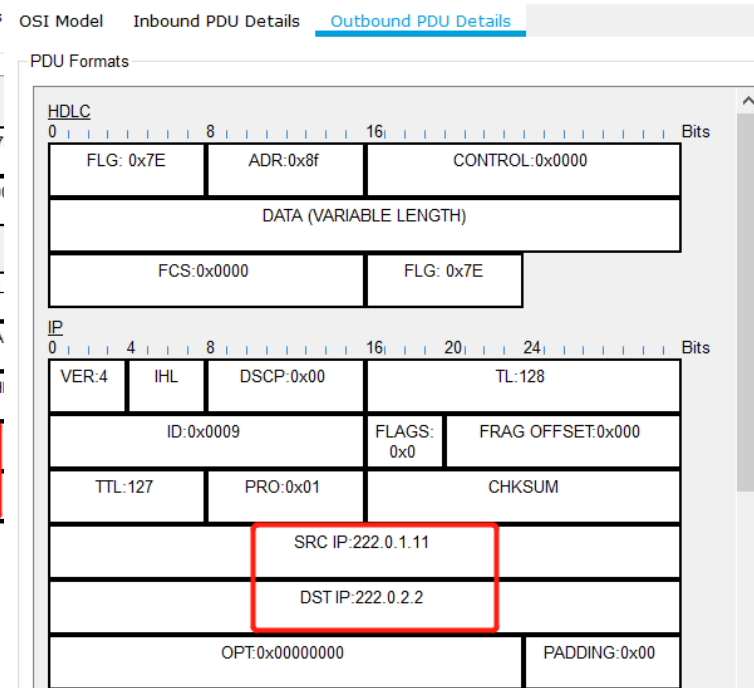 OSI Model Inbound PDU Details Outbound PDU Details
PDU Formats
HDLC
0 8 16 Bits
FLG: 0x7E ADR:0x8f CONTROL:0x0000
DATA (VARIABLE LENGTH)
FCS:0x0000 FLG: 0x7E
IP
0 4 8 16 20 24 Bits
VER:4 IHL DSCP:0x00 TL:128
ID:0x0009 FLAGS: 0x0 FRAG OFFSET:0x000
TTL:127 PRO:0x01 CHKSUM
SRC IP:222.0.1.11
DST IP:222.0.2.2
OPT:0x00000000 PADDING:0x00